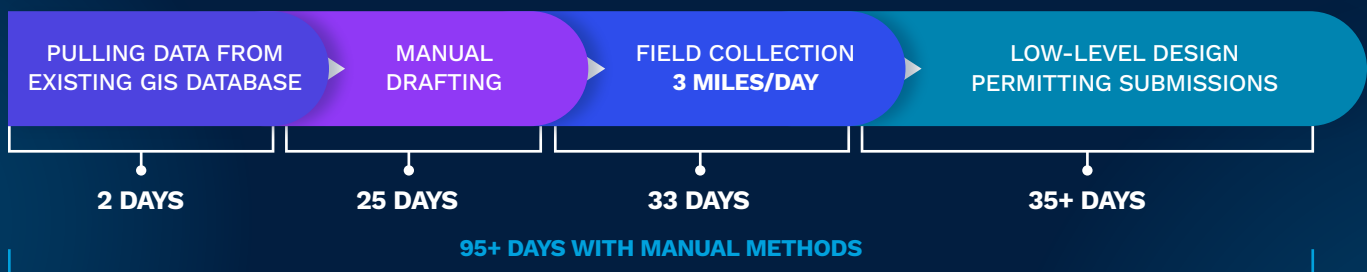 PULLING DATA FROM
EXISTING GIS DATABASE
MANUAL
DRAFTING
FIELD COLLECTION
3 MILES/DAY
LOW-LEVEL DESIGN
PERMITTING SUBMISSIONS
2 DAYS
25 DAYS
33 DAYS
35+ DAYS
95+ DAYS WITH MANUAL METHODS